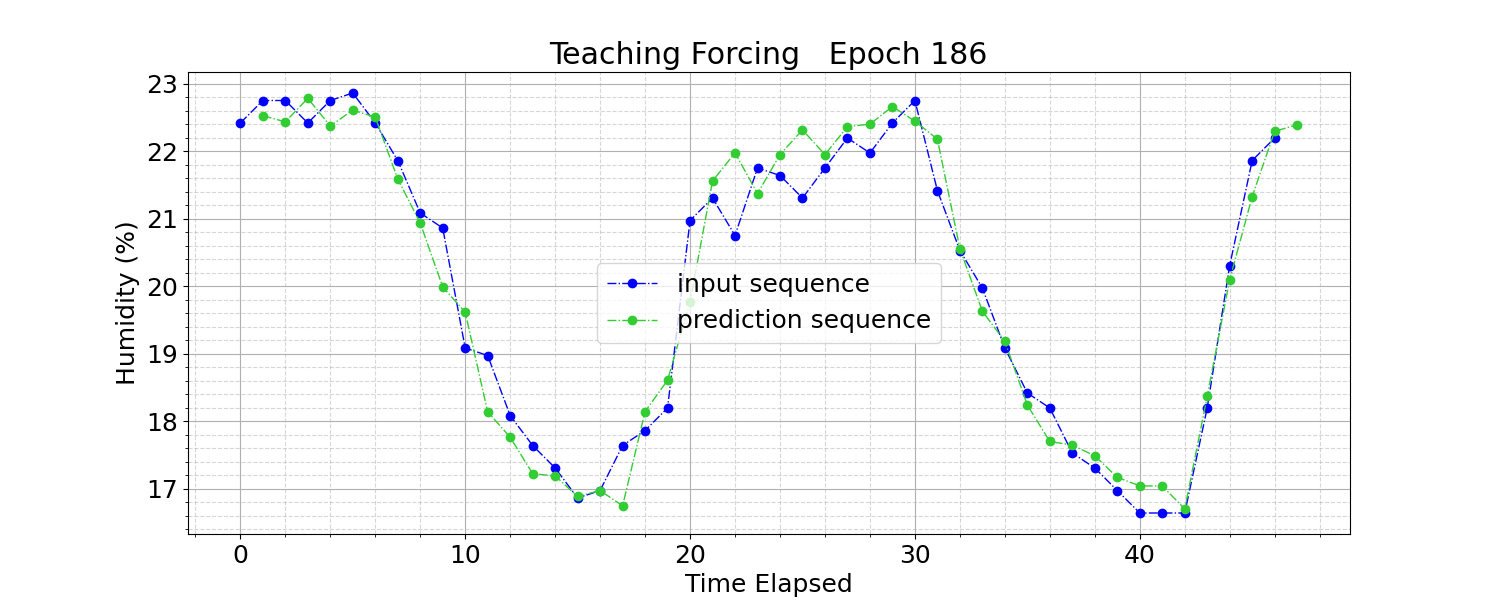 Teaching Forcing   Epoch 186
23
22
21
20
19
18
17
Humidity (%)
input sequence
prediction sequence
0 10 20 30 40
Time Elapsed